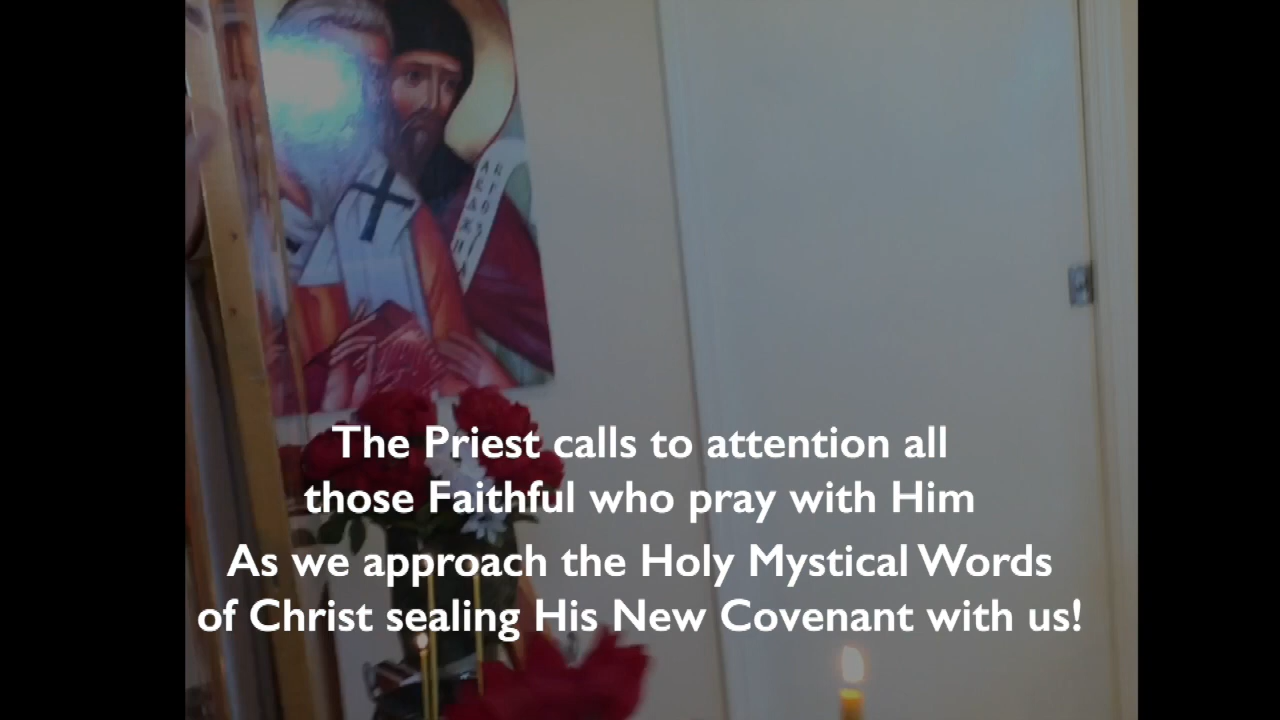 The Priest calls to attention all
those Faithful who pray with Him
As we approach the Holy Mystical Words
of Christ sealing His New Covenant with us!